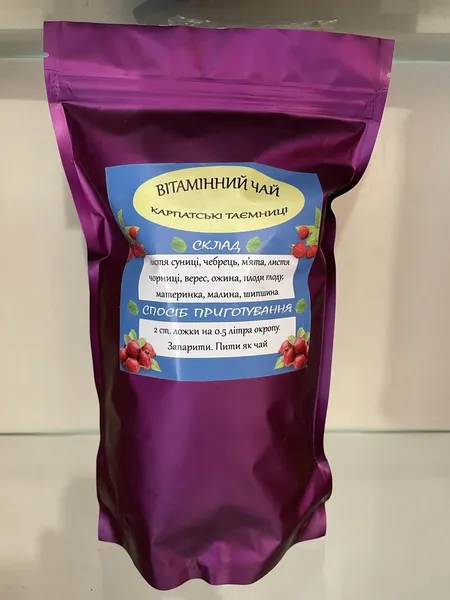 ВІТАМІННИЙ ЧАЙ
КАРПАТСЬКІ ТАЄМНИЦІ
СКЛАД
листя суниці, чебрець, м'ята, листя
чорниці, верес, ожина, плоди глоду,
материнка, малина, шипшина
СПОСІБ ПРИГОТУВАННЯ
2 ст. ложки на 0.5 літра окропу.
Запарити. Пити як чай